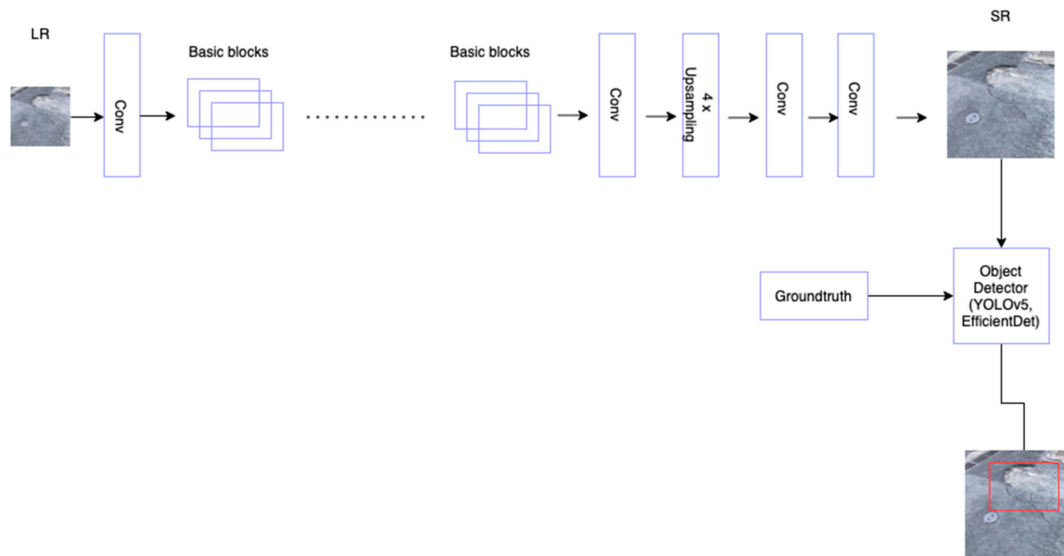 LR
SR
Basic blocks
Basic blocks
Conv
Conv
4 x
Upsampling
Conv
Conv
Groundtruth
Object
Detector
(YOLOv5,
EfficientDet)